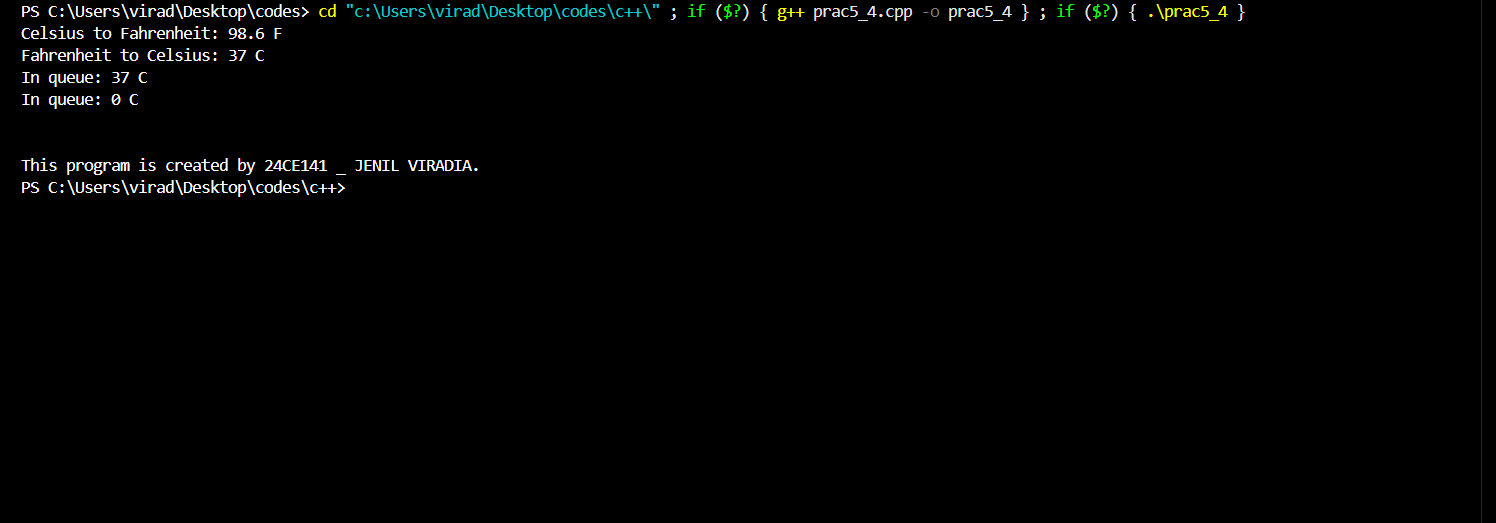 PS C:\Users\virad\Desktop\codes> cd "c:\Users\virad\Desktop\codes\c++\" ; if ($?) { g++ prac5_4.cpp -o prac5_4 } ; if ($?) { .\prac5_4 }
Celsius to Fahrenheit: 98.6 F
Fahrenheit to Celsius: 37 C
In queue: 37 C
In queue: 0 C
This program is created by 24CE141 _ JENIL VIRADIA.
PS C:\Users\virad\Desktop\codes\c++>